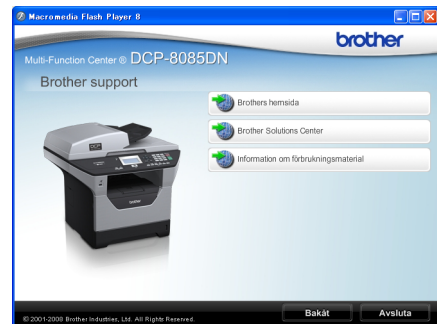 Macromedia Flash Player 8
brother
Multi-Function Center ® DCP-8085DN
Brother support
Brothers hemsida
Brother Solutions Center
Information om förbrukningsmaterial
© 2001-2008 Brother Industries, Ltd. All Rights Reserved.
Bakåt
Avsluta